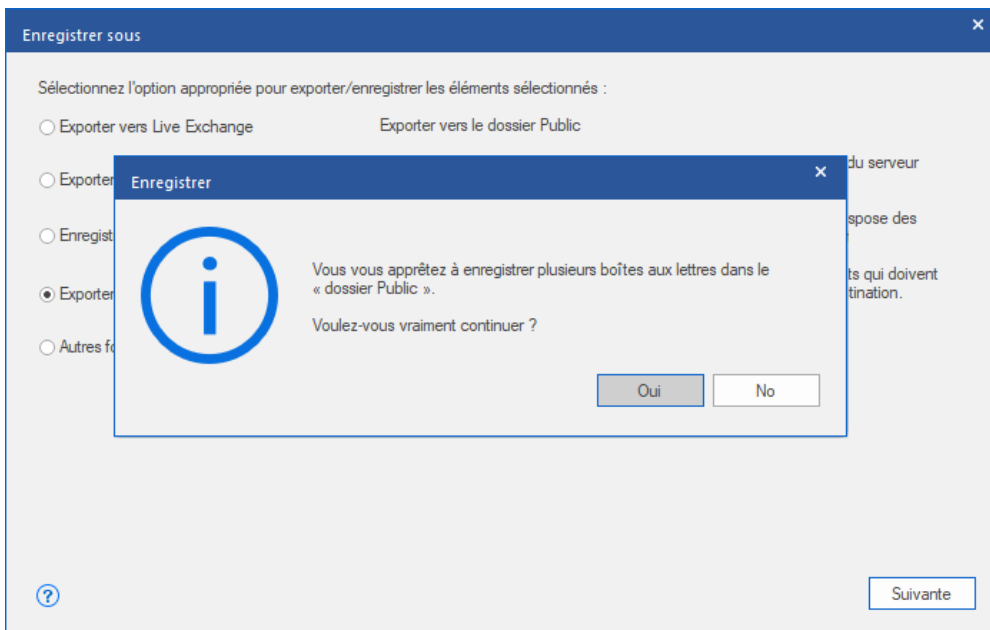 Enregistrer sous
Sélectionnez l'option appropriée pour exporter/enregistrer les éléments sélectionnés :
Exporter vers Live Exchange
Exporter vers le dossier Public
Exporter
du serveur
Enregistrer
spose des
Vous vous apprêtez à enregistrer plusieurs boîtes aux lettres dans le
« dossier Public ».
Voulez-vous vraiment continuer ?
Enregist
Exporter
ts qui doivent
tination.
Autres fo
Oui
No
?
Suivante